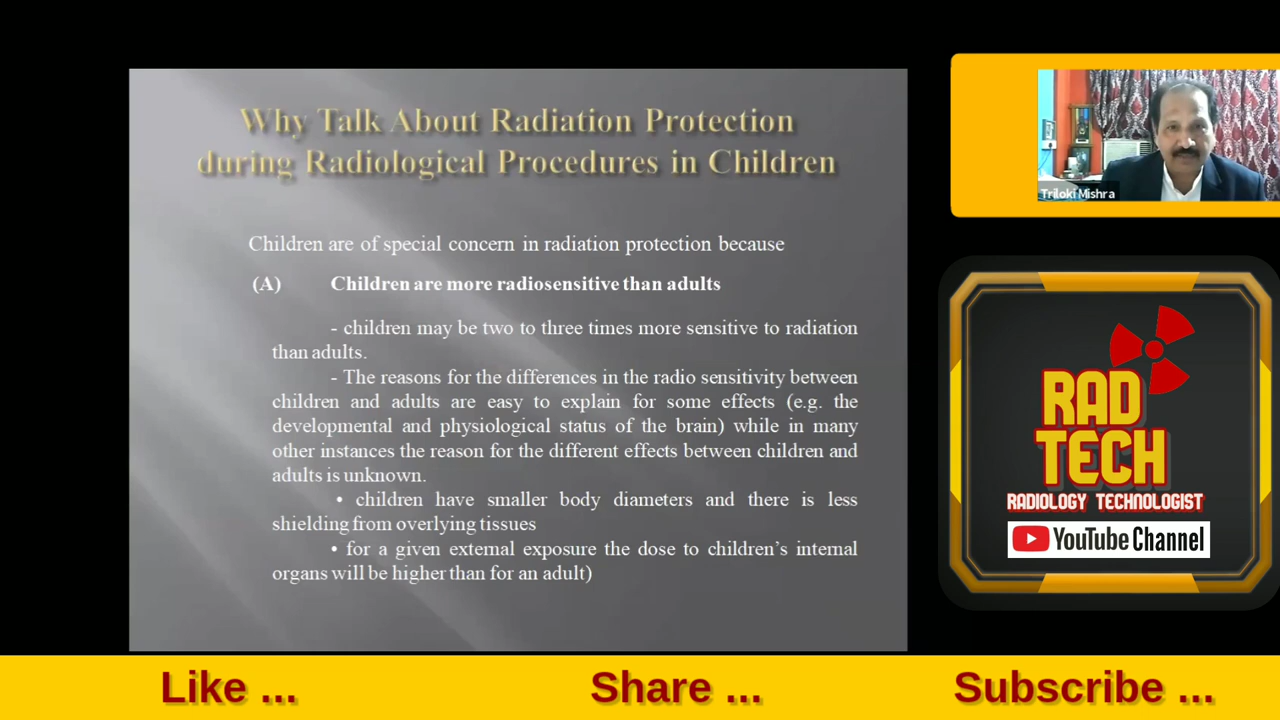 Why Talk About Radiation Protection
during Radiological Procedures in Children
Children are of special concern in radiation protection because
(A) Children are more radiosensitive than adults
- children may be two to three times more sensitive to radiation
than adults.
- The reasons for the differences in the radio sensitivity between
children and adults are easy to explain for some effects (e.g. the
developmental and physiological status of the brain) while in many
other instances the reason for the different effects between children and
adults is unknown.
• children have smaller body diameters and there is less
shielding from overlying tissues
• for a given external exposure the dose to children's internal
organs will be higher than for an adult)
Triloki Mishra
RAD
TECH
RADIOLOGY TECHNOLOGIST
YouTube Channel
Like ...
Share ...
Subscribe ...